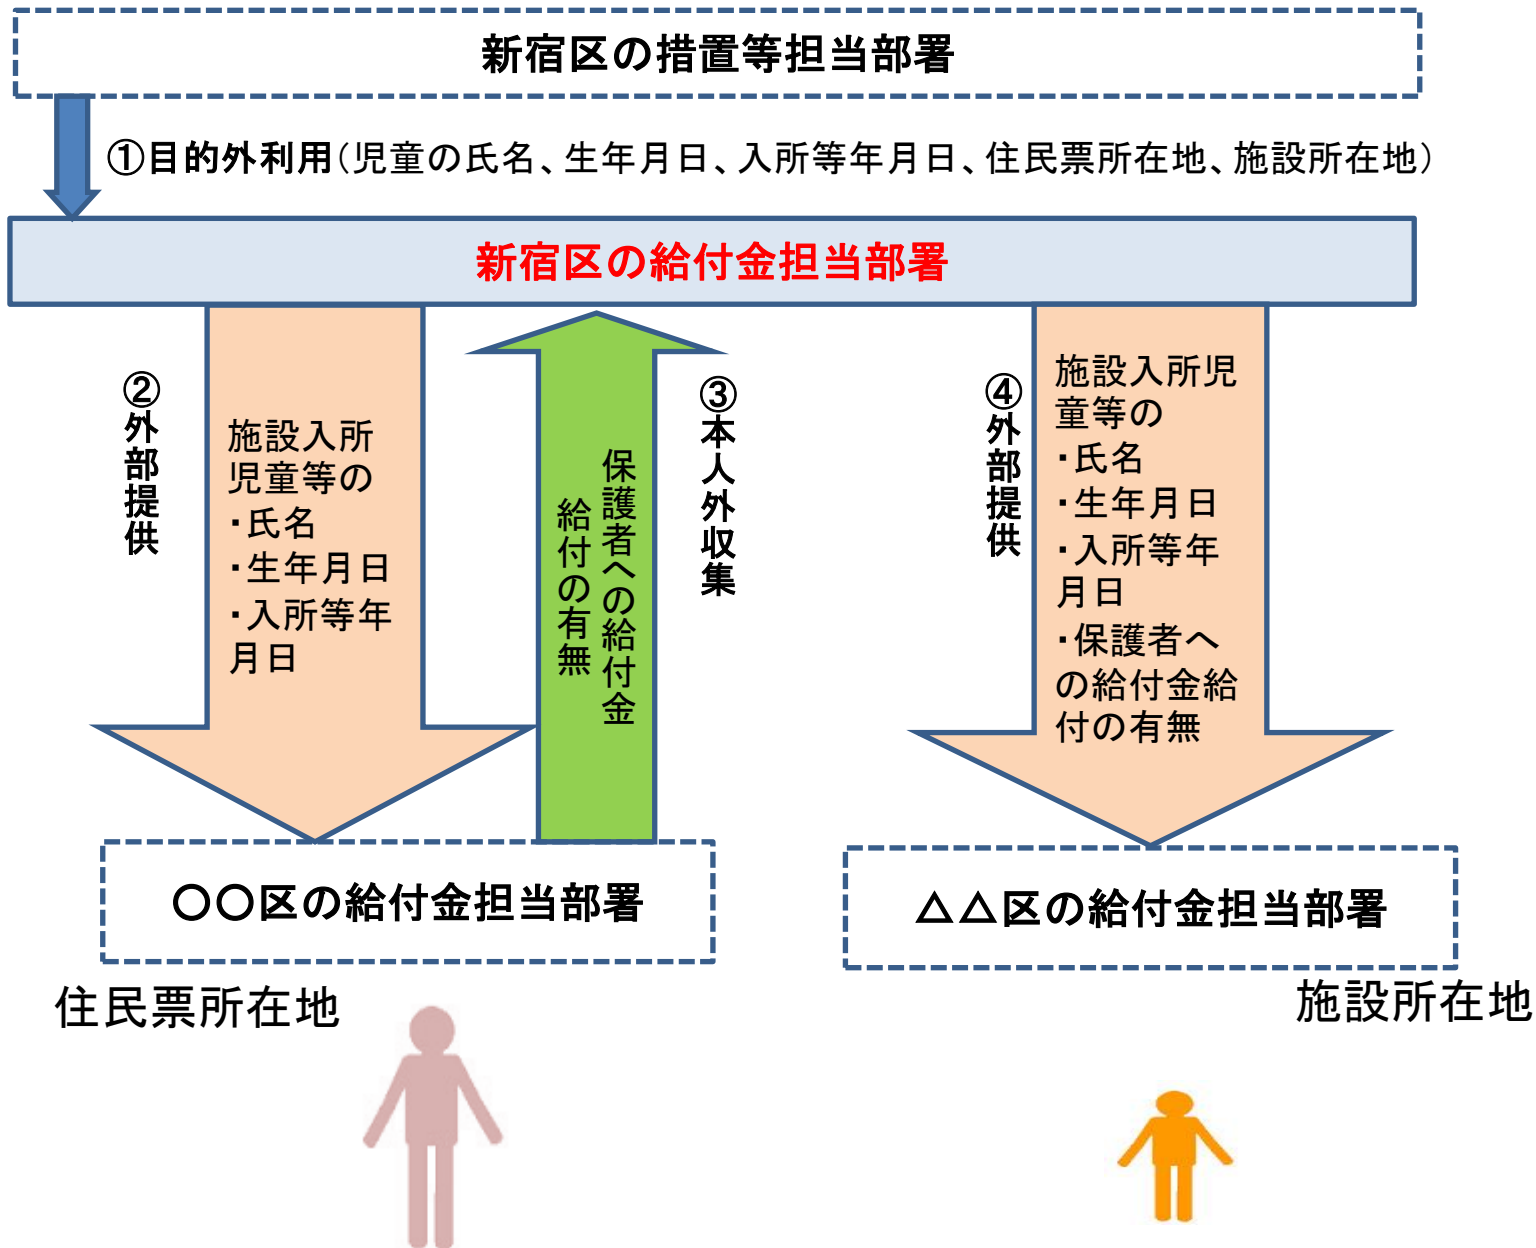 新宿区の措置等担当部署
①目的外利用(児童の氏名、生年月日、入所等年月日、住民票所在地、施設所在地)
新宿区の給付金担当部署
②外部提供
施設入所
児童等の
・氏名
・生年月日
・入所等年
月日
保護者への給付金
給付の有無
③本人外収集
④外部提供
施設入所児
童等の
・氏名
・生年月日
・入所等年
月日
・保護者へ
の給付金給
付の有無
〇〇区の給付金担当部署
△△区の給付金担当部署
住民票所在地
施設所在地